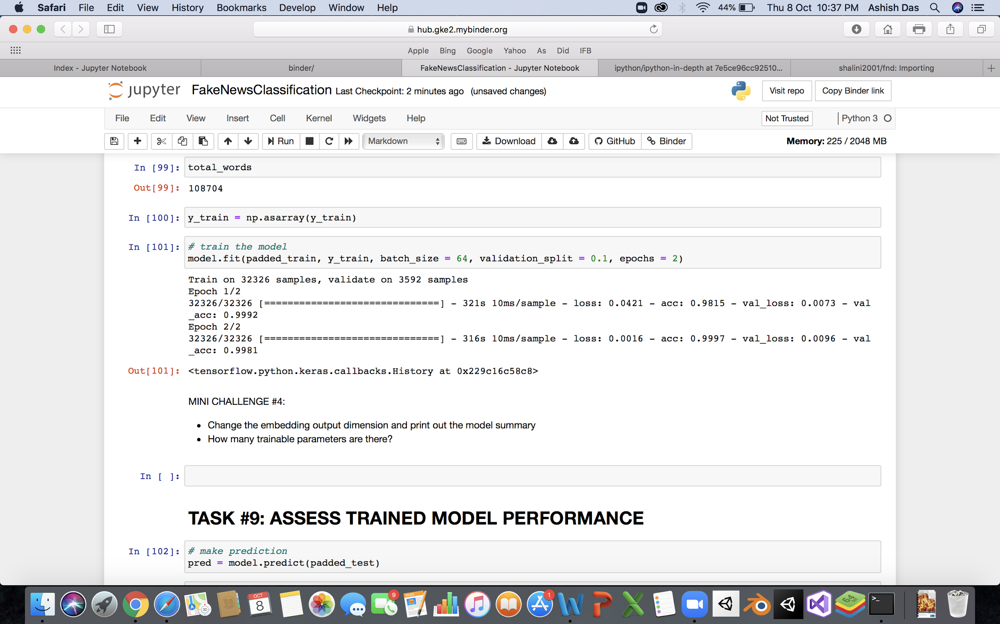 Safari File Edit View History Bookmarks Develop Window Help 44% Thu 8 Oct 10:37 PM Ashish Das
hub.gke2.mybinder.org
Apple Bing Google Yahoo As Did IFB
Index - Jupyter Notebook binder/ FakeNewsClassification - Jupyter Notebook ipython/ipython-in-depth at 7e5ce96cc92510... shalini2001/fnd: Importing
jupyter FakeNewsClassification Last Checkpoint: 2 minutes ago (unsaved changes) Visit repo Copy Binder link
File Edit View Insert Cell Kernel Widgets Help Not Trusted Python 3
Run Markdown Download GitHub Binder Memory: 225 / 2048 MB
In [99]: total_words
Out[99]: 108704
In [100]: y_train = np.asarray(y_train)
In [101]: # train the model
model.fit(padded_train, y_train, batch_size = 64, validation_split = 0.1, epochs = 2)
Train on 32326 samples, validate on 3592 samples
Epoch 1/2
32326/32326 [==============================] - 321s 10ms/sample - loss: 0.0421 - acc: 0.9815 - val_loss: 0.0073 - val
_acc: 0.9992
Epoch 2/2
32326/32326 [==============================] - 316s 10ms/sample - loss: 0.0016 - acc: 0.9997 - val_loss: 0.0096 - val
_acc: 0.9981
Out[101]: <tensorflow.python.keras.callbacks.History at 0x229c16c58c8>
MINI CHALLENGE #4:
• Change the embedding output dimension and print out the model summary
• How many trainable parameters are there?
In [ ]:
TASK #9: ASSESS TRAINED MODEL PERFORMANCE
In [102]: # make prediction
pred = model.predict(padded_test)
OCT
8
3D
9
PAGES
1
64
bit
>_